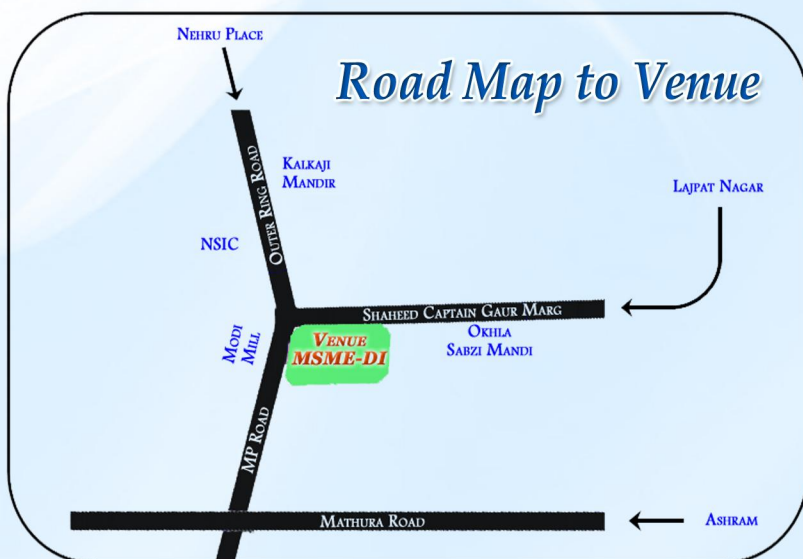 Nehru Place
Road Map to Venue
Outer Ring Road
Kalkaji
Mandir
Lajpat Nagar
NSIC
Shaheed Captain Gaur Marg
Okhla
Sabzi Mandi
Modi
Mill
Venue
MSME-DI
MP Road
Mathura Road
Ashram